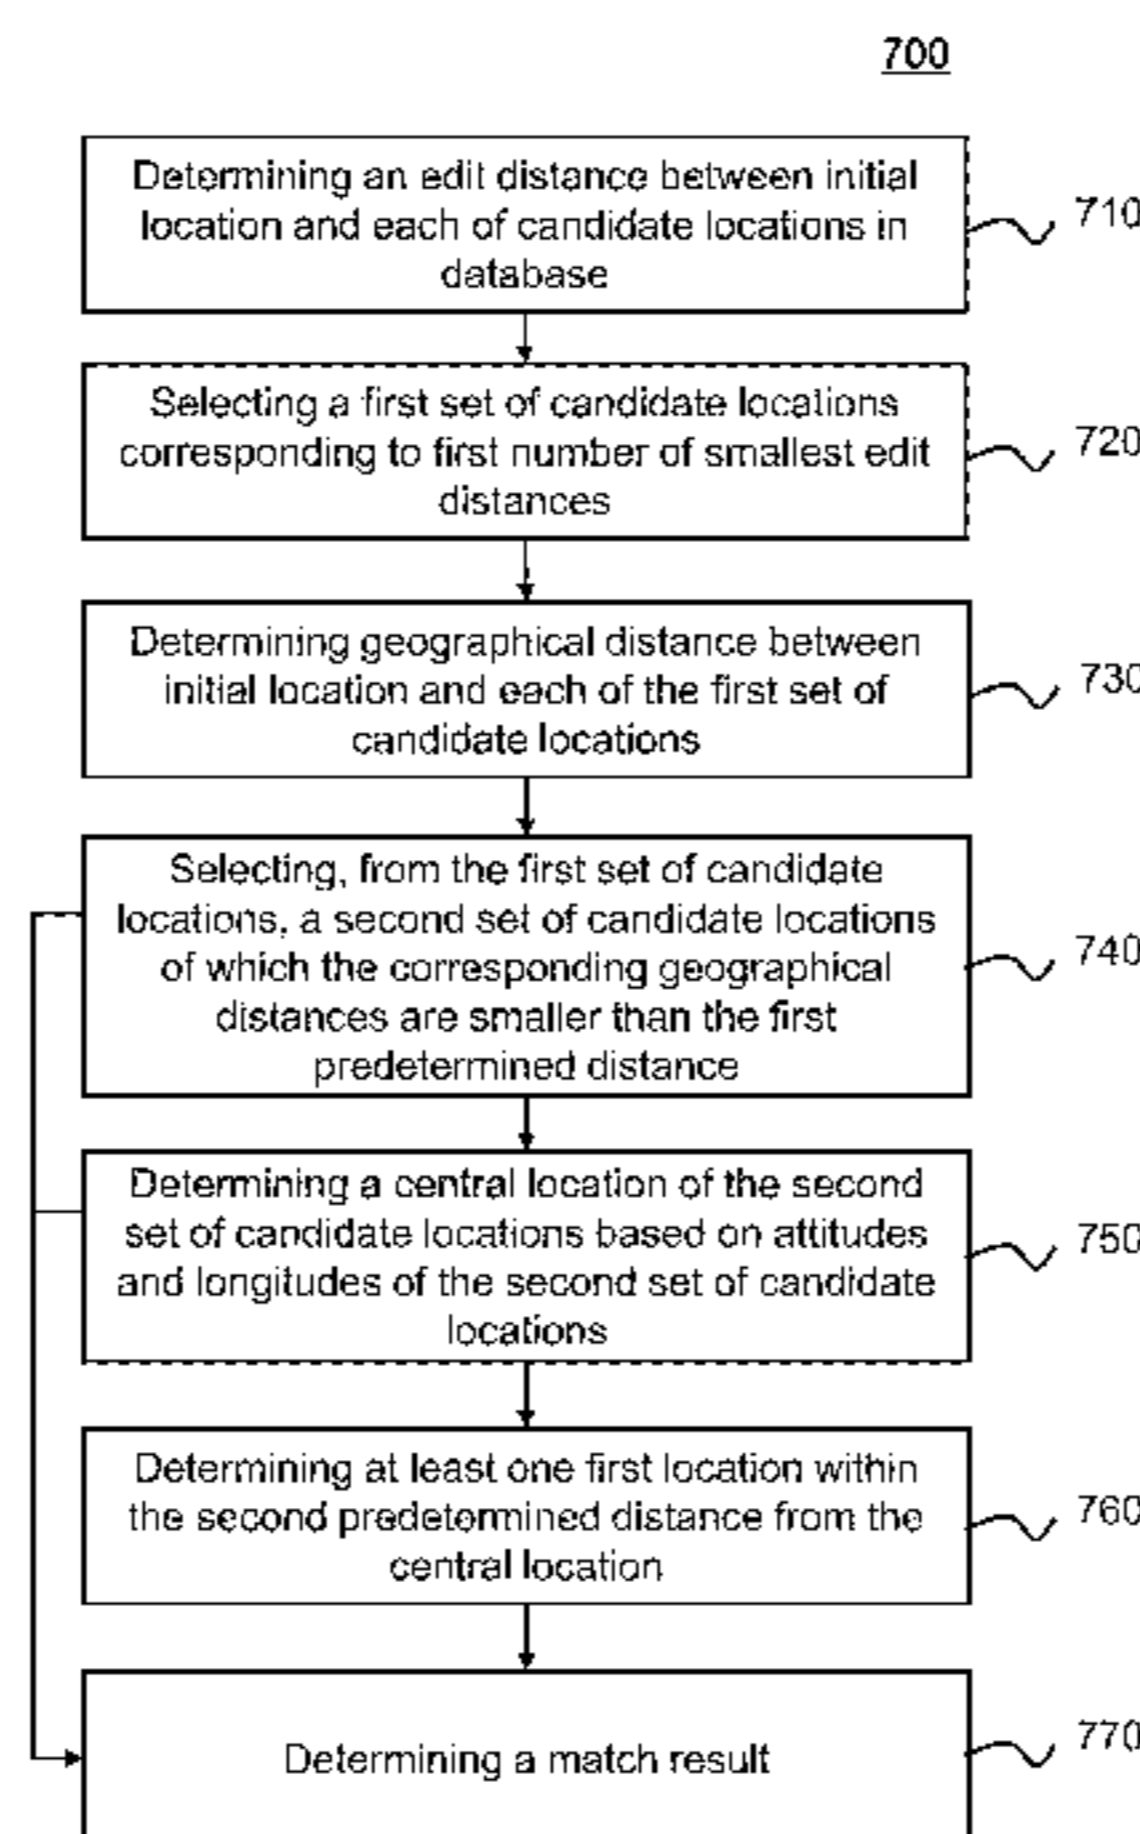 700
Determining an edit distance between initial
location and each of candidate locations in
database
710
Selecting a first set of candidate locations
corresponding to first number of smallest edit
distances
720
Determining geographical distance between
initial location and each of the first set of
candidate locations
730
Selecting, from the first set of candidate
locations, a second set of candidate locations
of which the corresponding geographical
distances are smaller than the first
predetermined distance
740
Determining a central location of the second
set of candidate locations based on attitudes
and longitudes of the second set of candidate
locations
750
Determining at least one first location within
the second predetermined distance from the
central location
760
Determining a match result
770